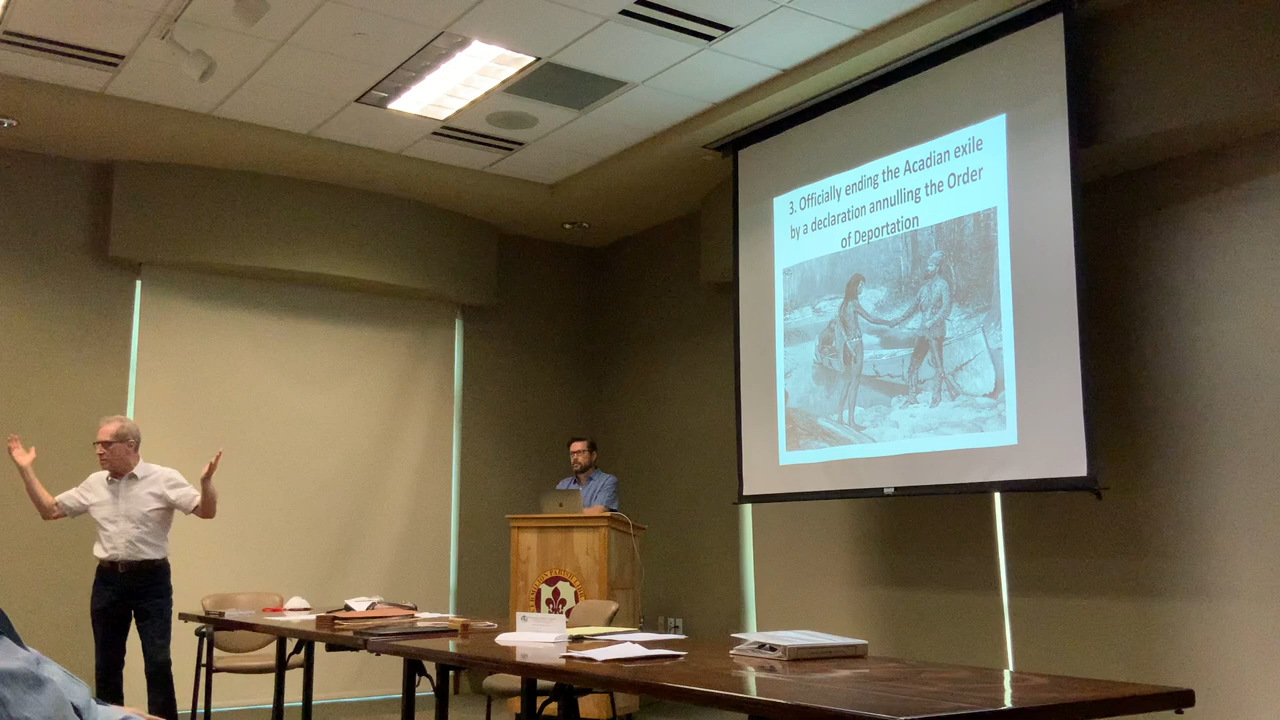 3. Officially ending the Acadian exile
by a declaration annulling the Order
of Deportation